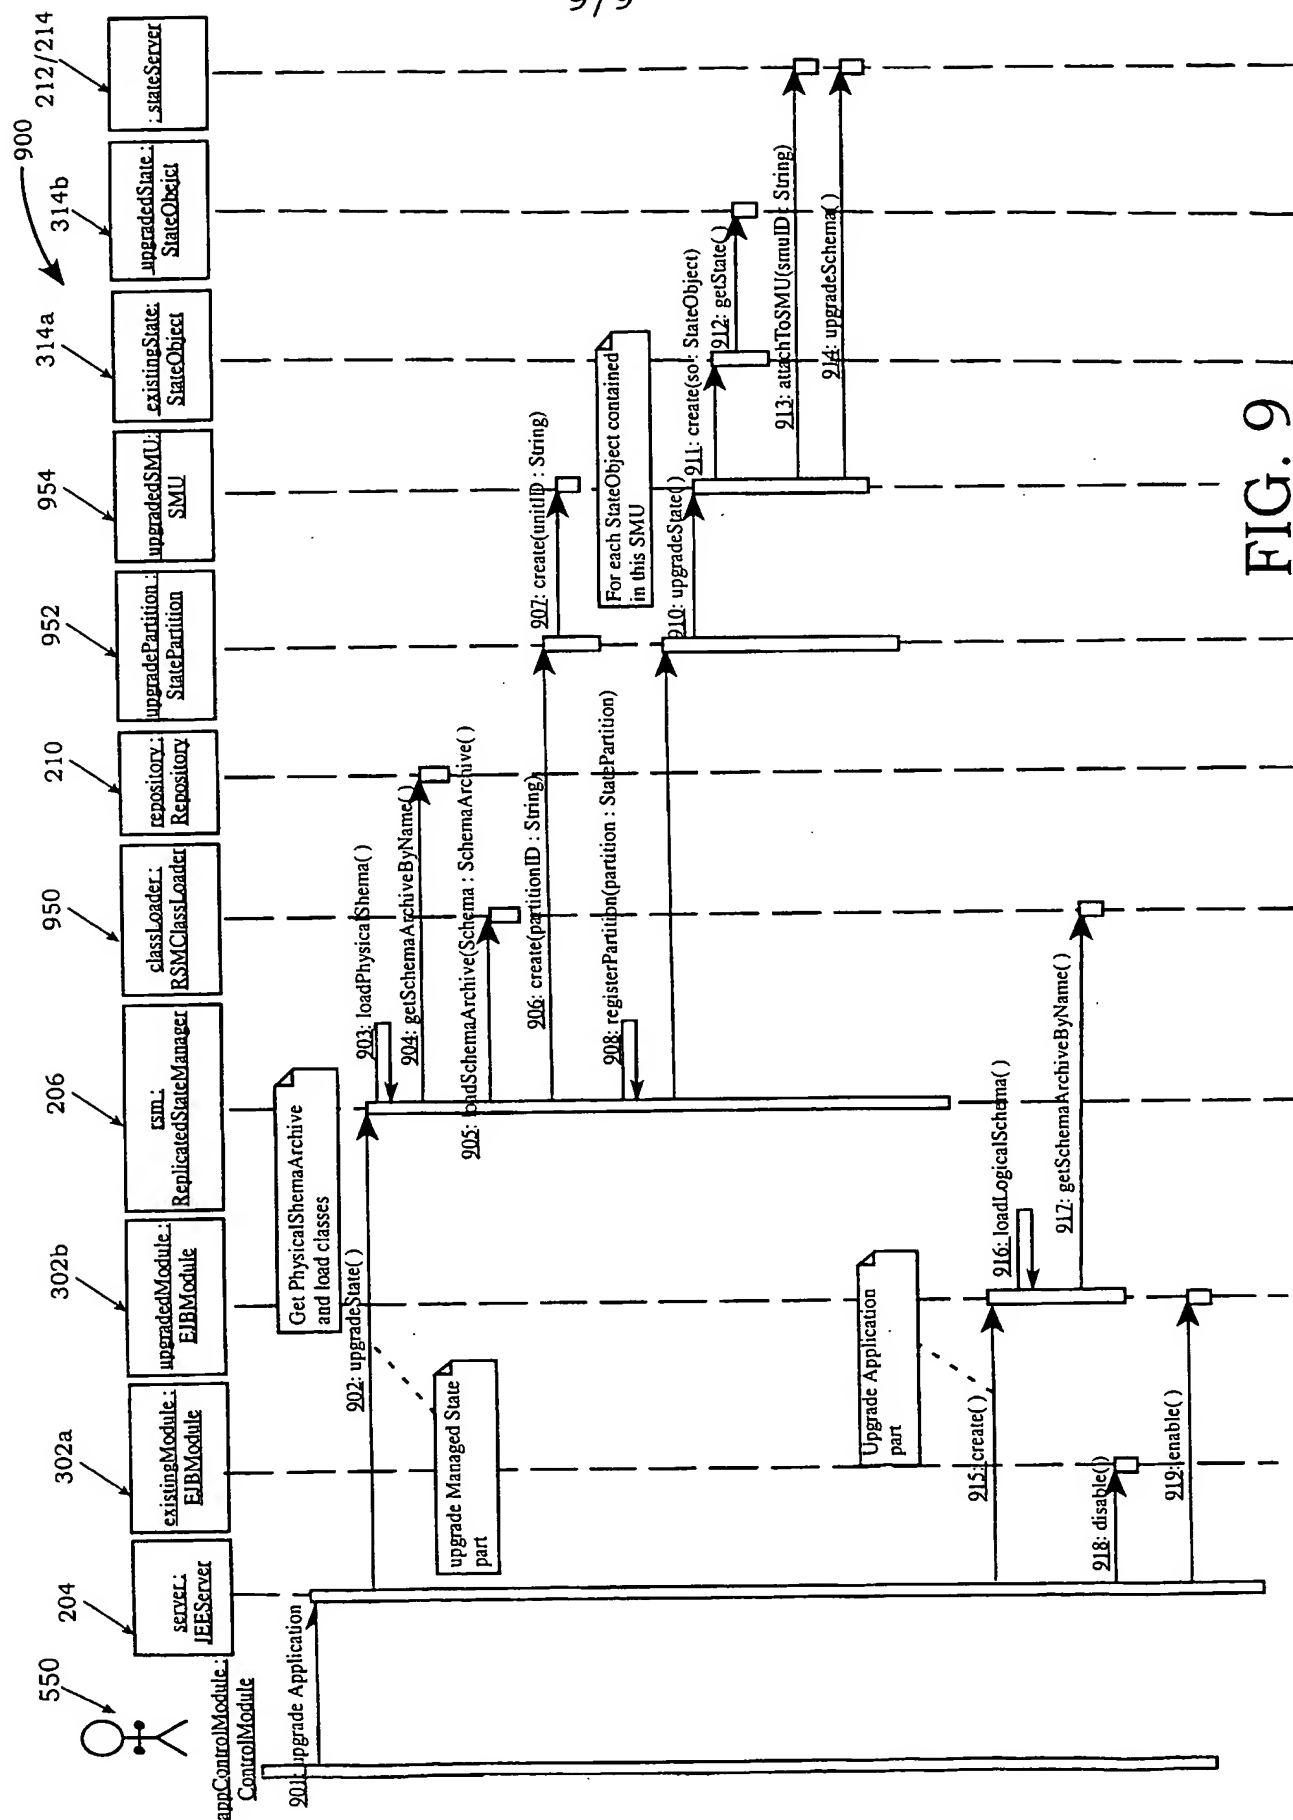 9/9
900
550
204
302a
302b
206
950
210
952
954
314a
314b
212/214
appControlModule :
ControlModule
server :
JEEServer
existingModule :
EJBModule
upgradedModule :
EJBModule
rsm :
ReplicatedStateManager
classLoader :
RSMClassLoader
repository :
Repository
upgradePartition :
StatePartition
upgradedSMU:
SMU
existingState:
StateObject
upgradedState :
StateObejct
: stateServer
901: upgrade Application
Get PhysicalShemaArchive
and load classes
902: upgradeState( )
upgrade Managed State
part
903: loadPhysicalShema( )
904: getSchemaArchiveByName( )
905: loadSchemaArchive(Schema : SchemaArchive( )
906: create(partitionID : String)
907: create(unitID : String)
908: registerPartition(partition : StatePartition)
For each StateObject contained
in this SMU
910: upgradeState( )
911: create(so : StateObject)
912: getState( )
913: attachToSMU(smuID : String)
914: upgradeSchema( )
Upgrade Application
part
915: create( )
916: loadLogicalSchema( )
917: getSchemaArchiveByName( )
918: disable( )
919: enable( )
FIG. 9